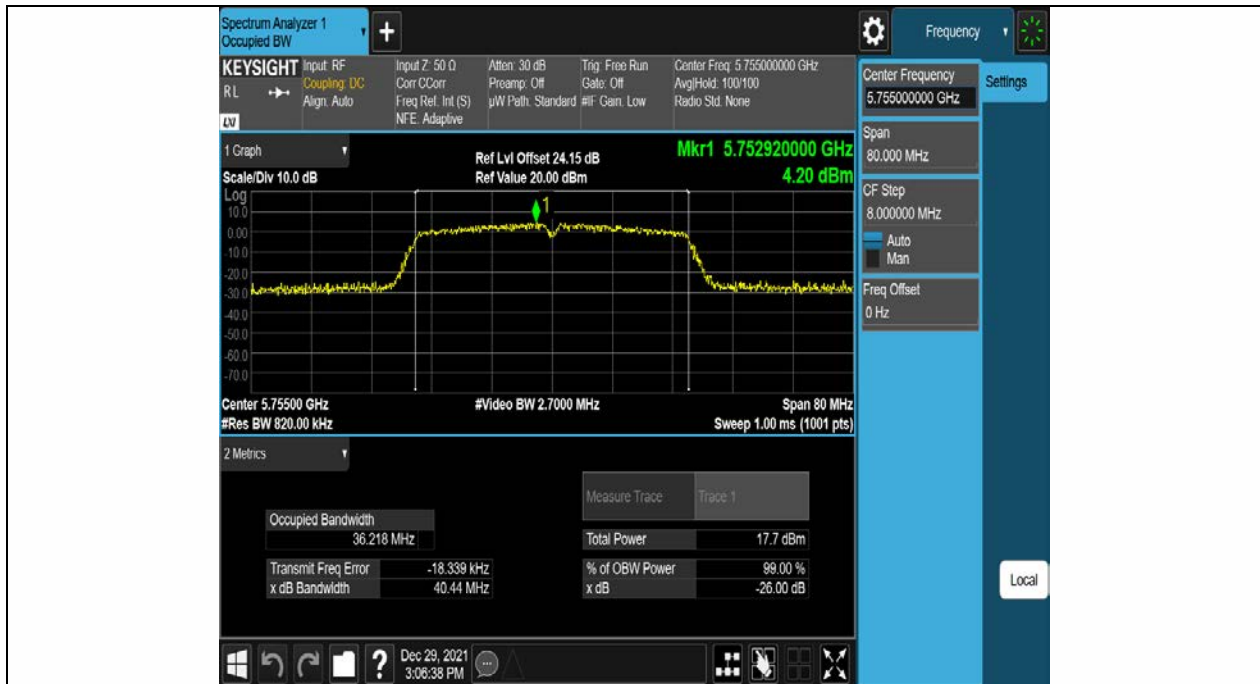 Spectrum Analyzer 1
Occupied BW
+
Frequency
KEYSIGHT
RL
LXI
Input: RF
Coupling: DC
Align: Auto
Input Z: 50 Ω
Corr CCorr
Freq Ref: Int (S)
NFE: Adaptive
Atten: 30 dB
Preamp: Off
µW Path: Standard
Trig: Free Run
Gate: Off
#IF Gain: Low
Center Freq: 5.755000000 GHz
Avg|Hold: 100/100
Radio Std: None
Center Frequency
5.755000000 GHz
Settings
Span
80.000 MHz
CF Step
8.000000 MHz
Auto
Man
Freq Offset
0 Hz
Local
1 Graph
Scale/Div 10.0 dB
Ref Lvl Offset 24.15 dB
Ref Value 20.00 dBm
Mkr1 5.752920000 GHz
4.20 dBm
Log
10.0
0.00
-10.0
-20.0
-30.0
-40.0
-50.0
-60.0
-70.0
1
Center 5.75500 GHz
#Res BW 820.00 kHz
#Video BW 2.7000 MHz
Span 80 MHz
Sweep 1.00 ms (1001 pts)
2 Metrics
Measure Trace Trace 1
Occupied Bandwidth
36.218 MHz
Total Power 17.7 dBm
Transmit Freq Error -18.339 kHz
% of OBW Power 99.00 %
x dB Bandwidth 40.44 MHz
x dB -26.00 dB
?
Dec 29, 2021
3:06:38 PM